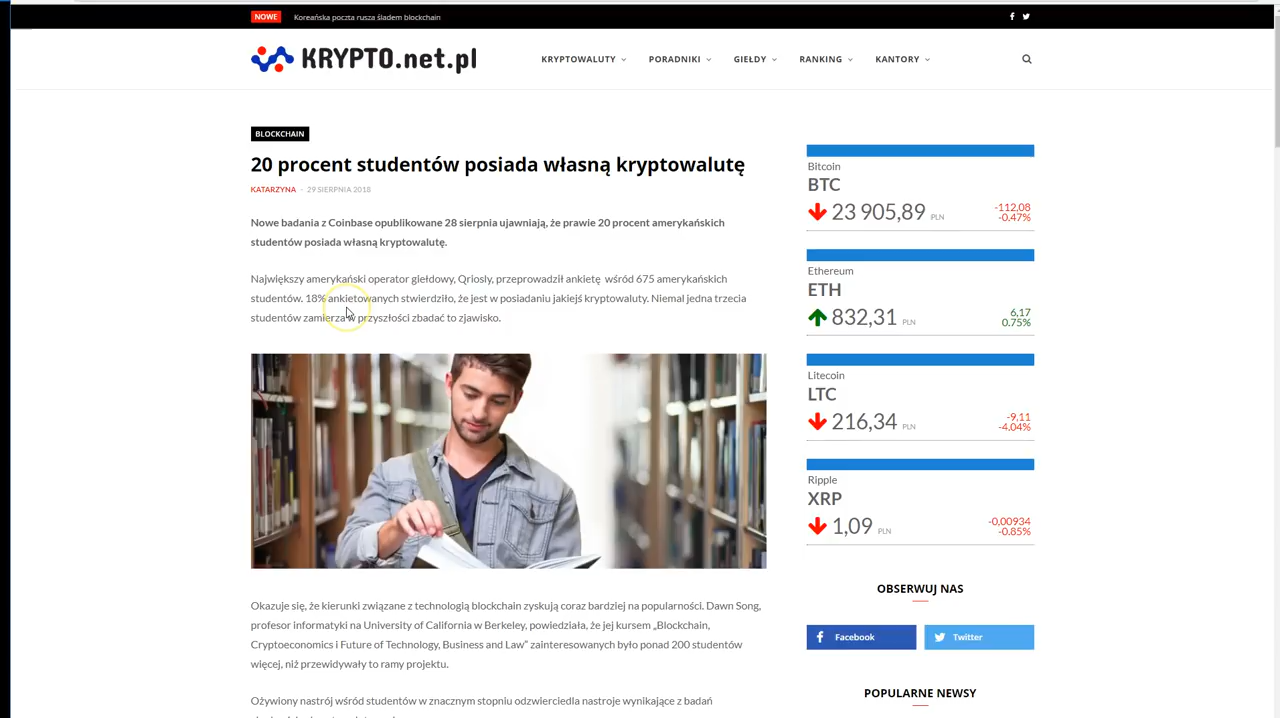 NOWE Koreańska poczta rusza śladem blockchain
KRYPTO.net.pl
KRYPTOWALUTY PORADNIKI GIEŁDY RANKING KANTORY
BLOCKCHAIN
20 procent studentów posiada własną kryptowalutę
KATARZYNA - 29 SIERPNIA 2018
Nowe badania z Coinbase opublikowane 28 sierpnia ujawniają, że prawie 20 procent amerykańskich
studentów posiada własną kryptowalutę.
Największy amerykański operator giełdowy, Qriosly, przeprowadził ankietę wśród 675 amerykańskich
studentów. 18% ankietowanych stwierdziło, że jest w posiadaniu jakiejś kryptowaluty. Niemal jedna trzecia
studentów zamierza w przyszłości zbadać to zjawisko.
Okazuje się, że kierunki związane z technologią blockchain zyskują coraz bardziej na popularności. Dawn Song,
profesor informatyki na University of California w Berkeley, powiedziała, że jej kursem „Blockchain,
Cryptoeconomics i Future of Technology, Business and Law” zainteresowanych było ponad 200 studentów
więcej, niż przewidywały to ramy projektu.
Ożywiony nastrój wśród studentów w znacznym stopniu odzwierciedla nastroje wynikające z badań
Bitcoin
BTC
23 905,89 PLN
-112,08
-0.47%
Ethereum
ETH
832,31 PLN
6,17
0.75%
Litecoin
LTC
216,34 PLN
-9,11
-4,04%
Ripple
XRP
1,09 PLN
-0,00934
-0.85%
OBSERWUJ NAS
Facebook Twitter
POPULARNE NEWSY